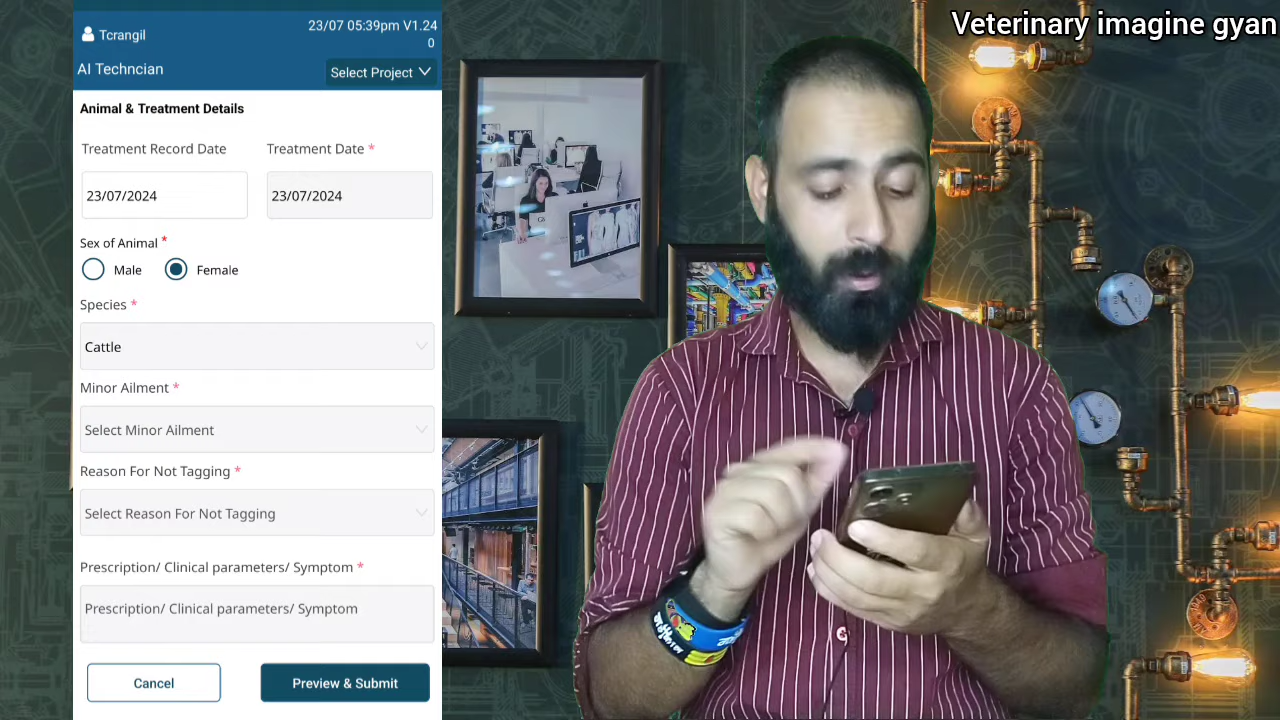 Veterinary imagine gyan
Tcrangil
23/07 05:39pm V1.24
0
AI Techncian
Select Project
Animal & Treatment Details
Treatment Record Date
Treatment Date *
23/07/2024
23/07/2024
Sex of Animal *
Male
Female
Species *
Cattle
Minor Ailment *
Select Minor Ailment
Reason For Not Tagging *
Select Reason For Not Tagging
Prescription/ Clinical parameters/ Symptom *
Prescription/ Clinical parameters/ Symptom
Cancel
Preview & Submit